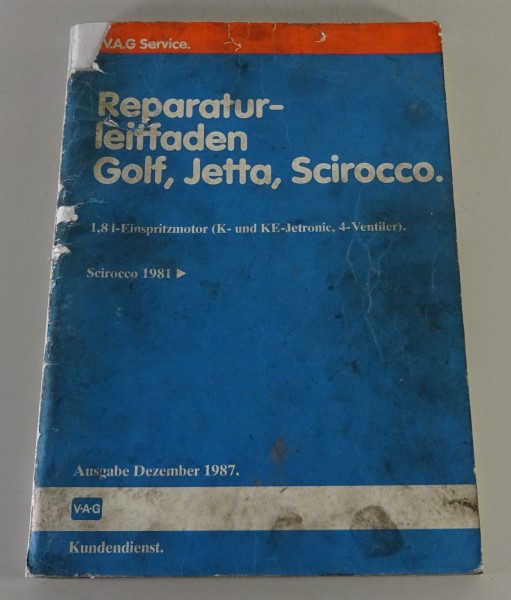 V.A.G Service.
Reparatur-
leitfaden
Golf, Jetta, Scirocco.
1,8 l-Einspritzmotor (K- und KE-Jetronic, 4-Ventiler).
Scirocco 1981 ►
Ausgabe Dezember 1987.
V·A·G
Kundendienst.